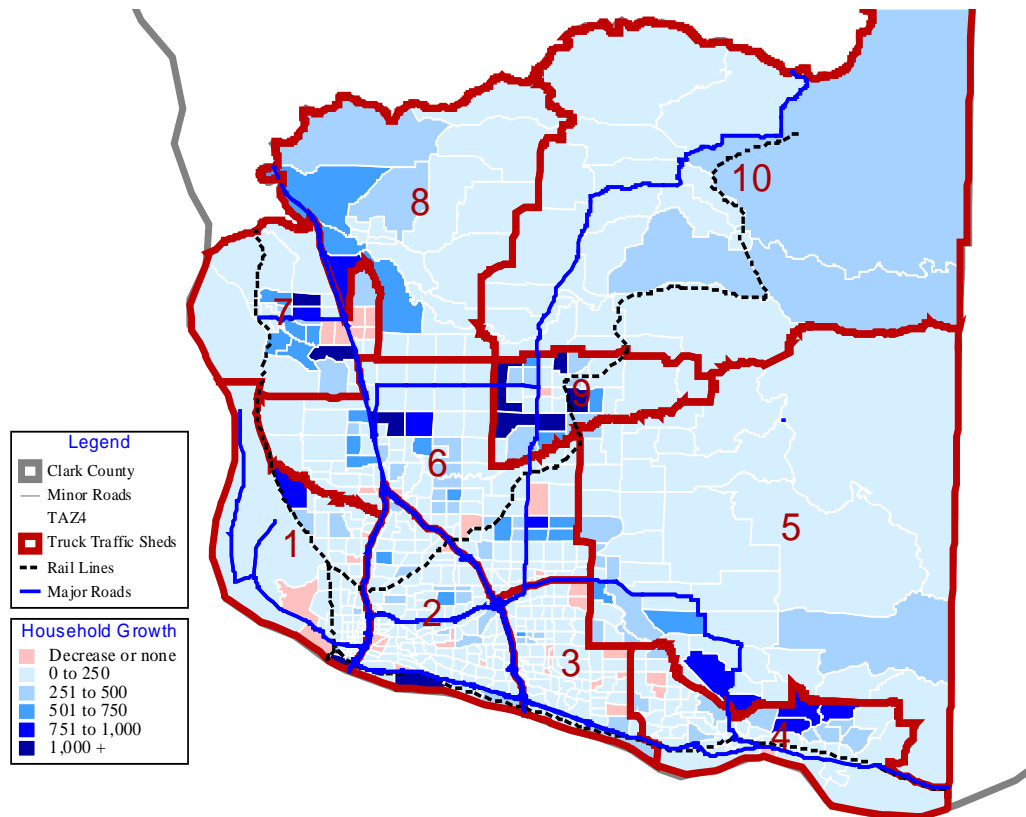 10
8
7
9
6
5
1
2
3
4
Legend
Clark County
Minor Roads
TAZ4
Truck Traffic Sheds
Rail Lines
Major Roads
Household Growth
Decrease or none
0 to 250
251 to 500
501 to 750
751 to 1,000
1,000 +